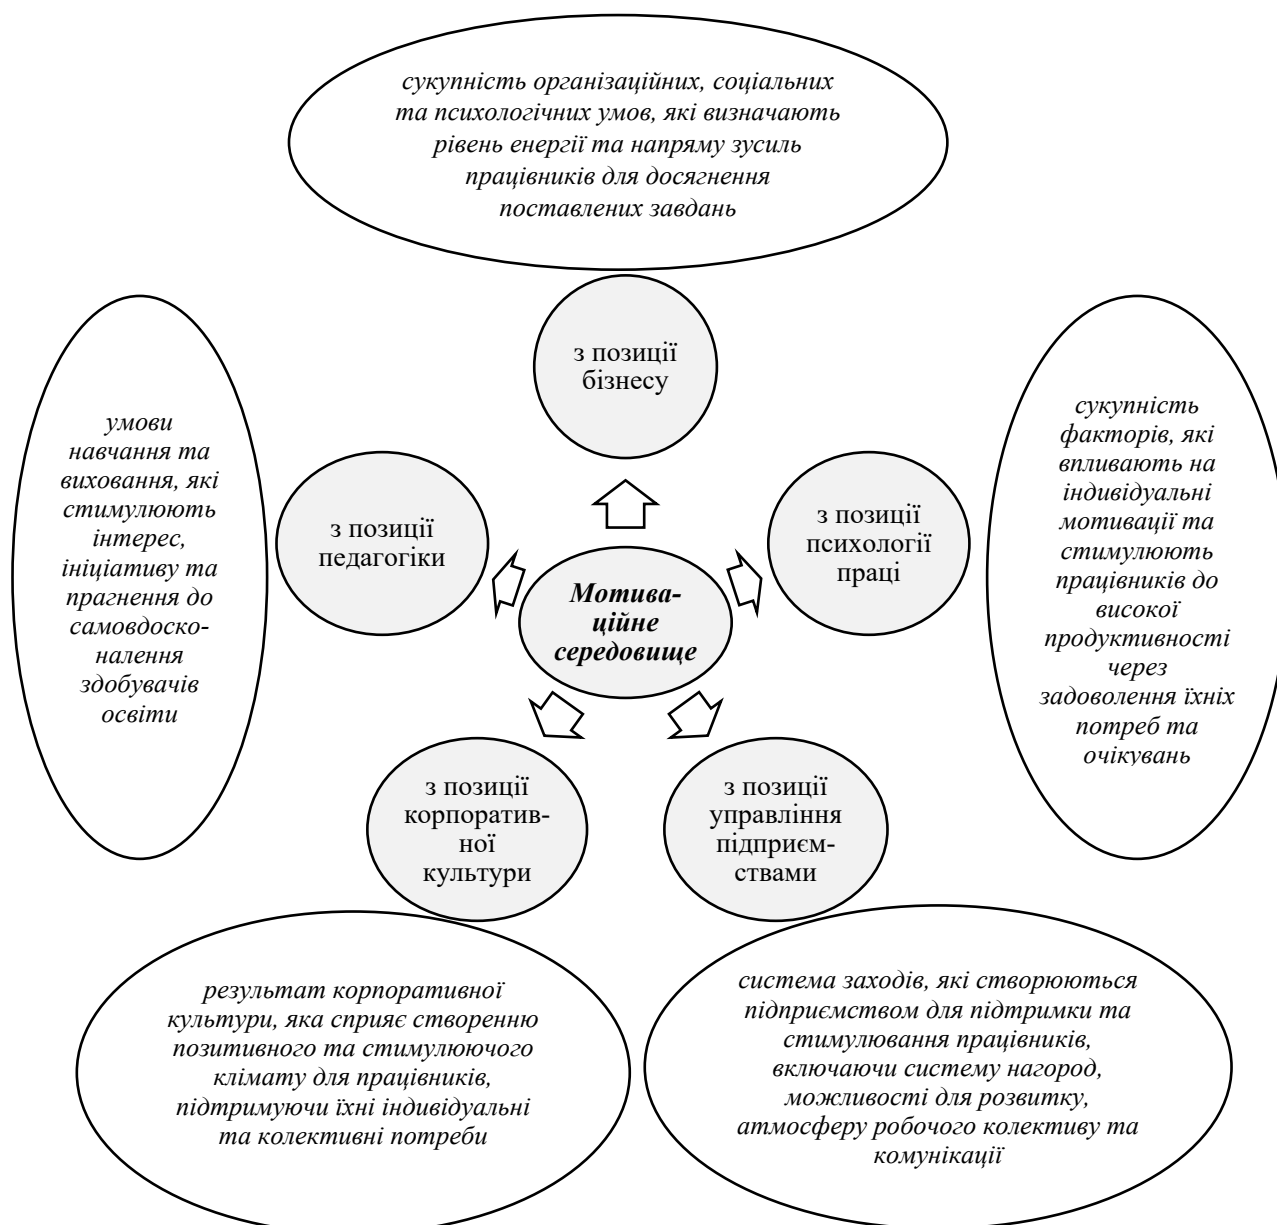 сукупність організаційних, соціальних
та психологічних умов, які визначають
рівень енергії та напряму зусиль
працівників для досягнення
поставлених завдань
з позиції
бізнесу
умови
навчання та
виховання, які
стимулюють
інтерес,
ініціативу та
прагнення до
самовдоско-
налення
здобувачів
освіти
з позиції
педагогіки
з позиції
психології
праці
сукупність
факторів, які
впливають на
індивідуальні
мотивації та
стимулюють
працівників до
високої
продуктивності
через
задоволення їхніх
потреб та
очікувань
Мотива-
ційне
середовище
з позиції
корпоратив-
ної
культури
з позиції
управління
підприєм-
ствами
результат корпоративної
культури, яка сприяє створенню
позитивного та стимулюючого
клімату для працівників,
підтримуючи їхні індивідуальні
та колективні потреби
система заходів, які створюються
підприємством для підтримки та
стимулювання працівників,
включаючи систему нагород,
можливості для розвитку,
атмосферу робочого колективу та
комунікації